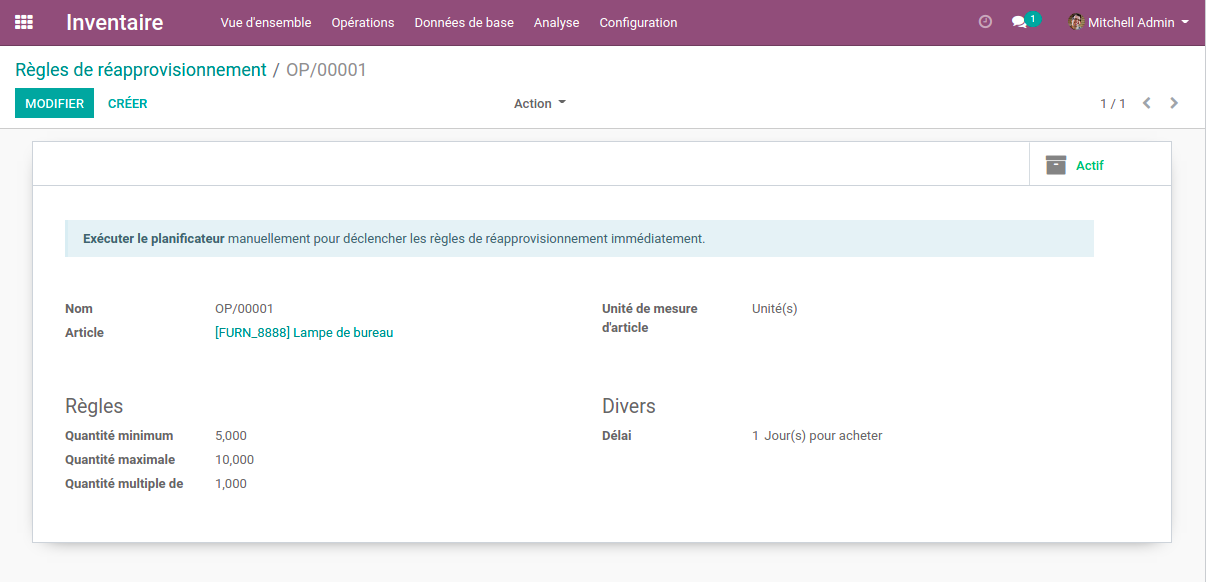 Inventaire Vue d'ensemble Opérations Données de base Analyse Configuration 1 Mitchell Admin
Règles de réapprovisionnement / OP/00001
MODIFIER CRÉER Action 1 / 1
Actif
Exécuter le planificateur manuellement pour déclencher les règles de réapprovisionnement immédiatement.
Nom OP/00001
Article [FURN_8888] Lampe de bureau
Unité de mesure Unité(s)
d'article
Règles
Quantité minimum 5,000
Quantité maximale 10,000
Quantité multiple de 1,000
Divers
Délai 1 Jour(s) pour acheter